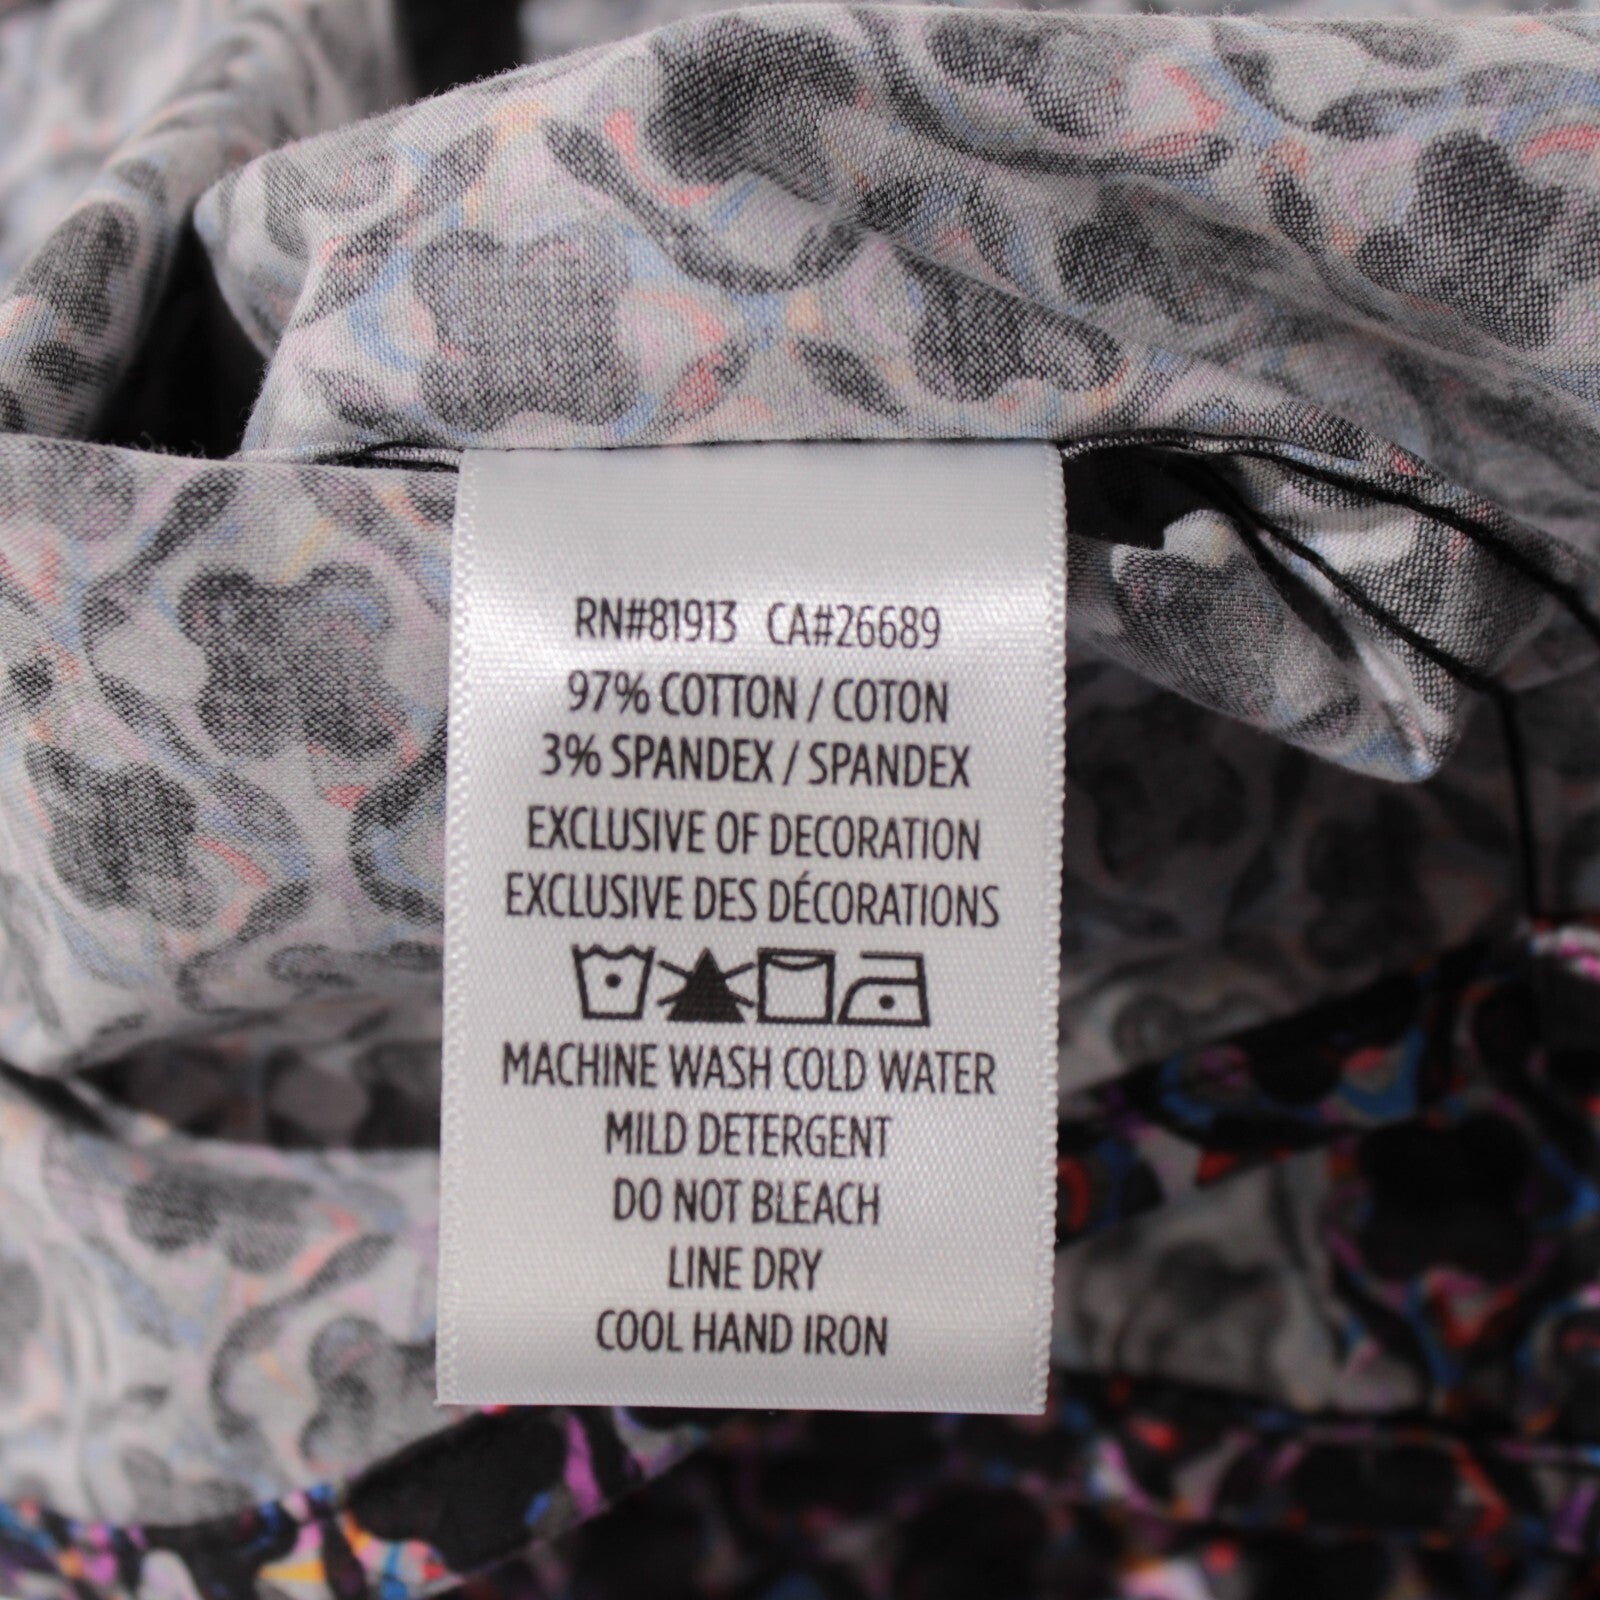 RN#81913 CA#26689
97% COTTON / COTON
3% SPANDEX / SPANDEX
EXCLUSIVE OF DECORATION
EXCLUSIVE DES DÉCORATIONS
MACHINE WASH COLD WATER
MILD DETERGENT
DO NOT BLEACH
LINE DRY
COOL HAND IRON